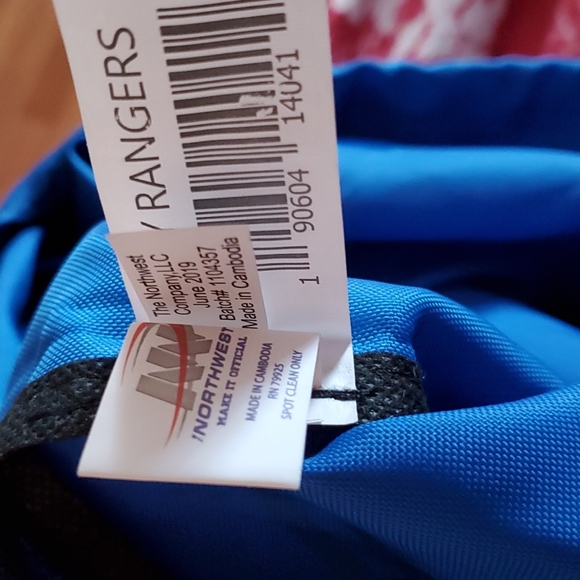 Y RANGERS
1 90604 14041
The Northwest
Company, LLC
June 2019
Batch# 1104357
Made in Cambodia
NORTHWEST
MAKE IT OFFICIAL
MADE IN CAMBODIA
RN 79925
SPOT CLEAN ONLY